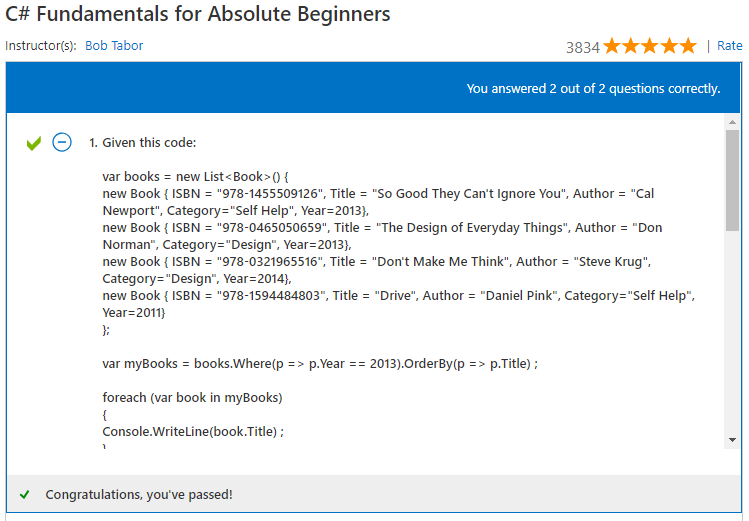 C# Fundamentals for Absolute Beginners
Instructor(s): Bob Tabor
3834 ★★★★★ | Rate
You answered 2 out of 2 questions correctly.
1. Given this code:
var books = new List<Book>() {
new Book { ISBN = "978-1455509126", Title = "So Good They Can't Ignore You", Author = "Cal
Newport", Category="Self Help", Year=2013},
new Book { ISBN = "978-0465050659", Title = "The Design of Everyday Things", Author = "Don
Norman", Category="Design", Year=2013},
new Book { ISBN = "978-0321965516", Title = "Don't Make Me Think", Author = "Steve Krug",
Category="Design", Year=2014},
new Book { ISBN = "978-1594484803", Title = "Drive", Author = "Daniel Pink", Category="Self Help",
Year=2011}
};
var myBooks = books.Where(p => p.Year == 2013).OrderBy(p => p.Title) ;
foreach (var book in myBooks)
{
Console.WriteLine(book.Title) ;
}
Congratulations, you've passed!